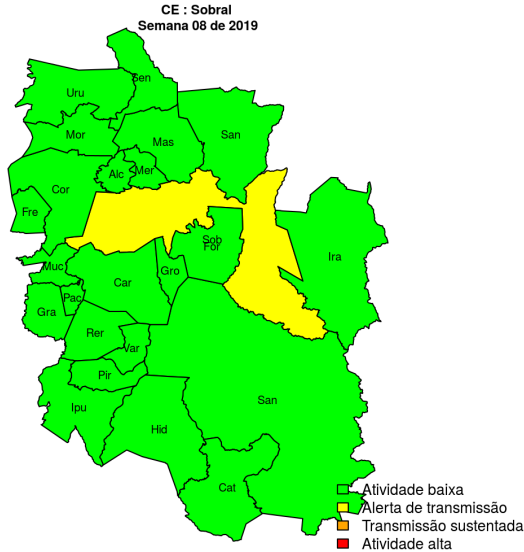 CE : Sobral
Semana 08 de 2019
Sen
Uru
Mor
Mas
San
Alc
Mer
Cor
Fre
Sob
For
Ira
Muc
Gro
Car
Pac
Gra
Rer
Var
Pir
San
Ipu
Hid
Cat
Atividade baixa
Alerta de transmissão
Transmissão sustentada
Atividade alta